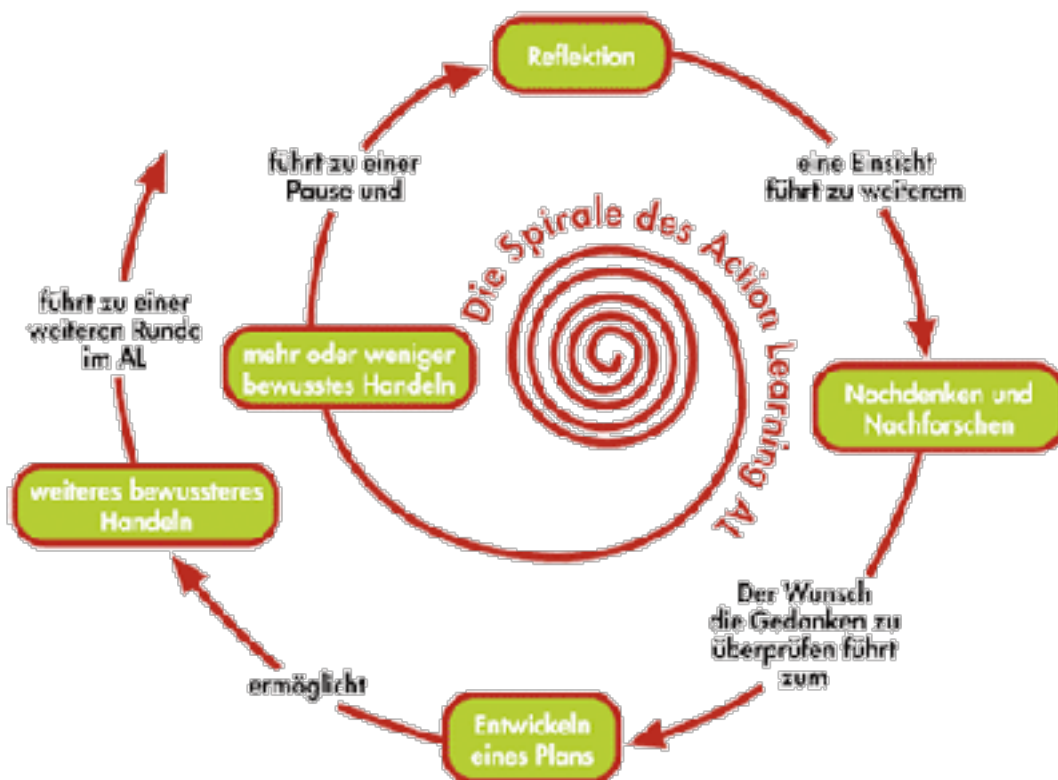 Reflektion
führt zu einer
Pause und
eine Einsicht
führt zu weiterem
Die Spirale des Action Learning AL
führt zu einer
weiteren Runde
im AL
mehr oder weniger
bewusstes Handeln
Nachdenken und
Nachforschen
weiteres bewussteres
Handeln
Der Wunsch
die Gedanken zu
überprüfen führt
zum
ermöglicht
Entwickeln
eines Plans